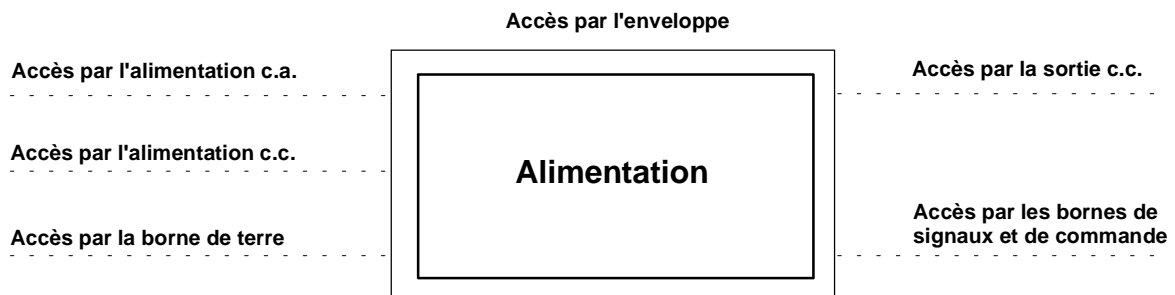 Accès par l'enveloppe
Accès par l'alimentation c.a.
Accès par la sortie c.c.
Accès par l'alimentation c.c.
Alimentation
Accès par la borne de terre
Accès par les bornes de
signaux et de commande